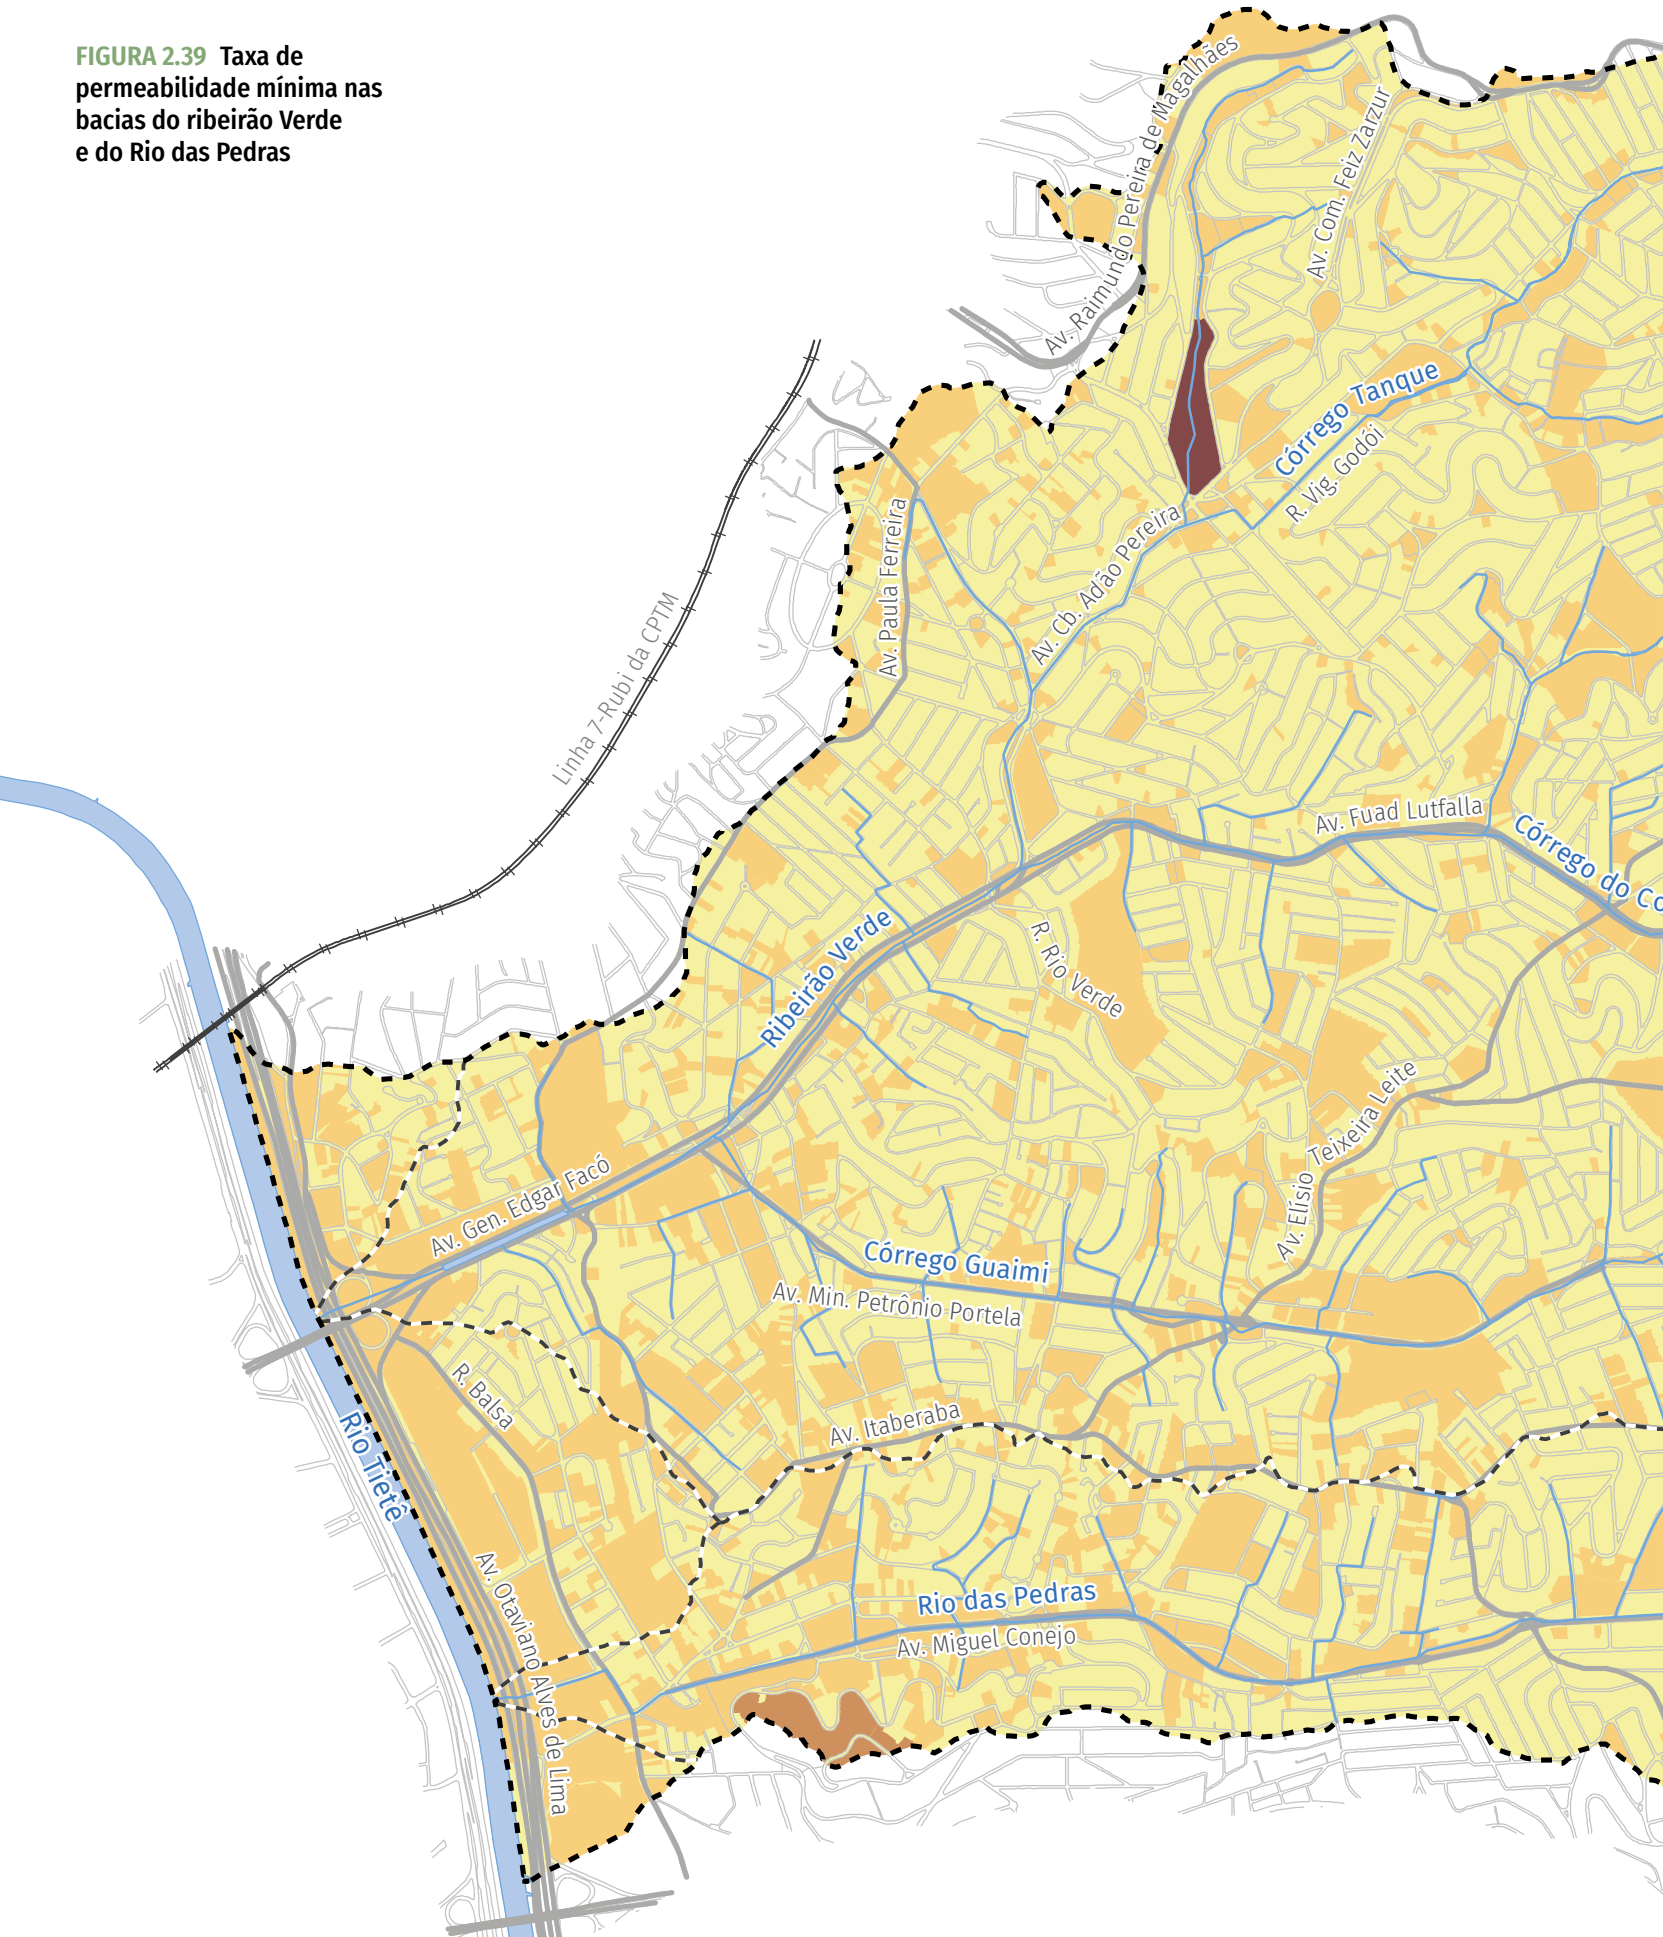 FIGURA 2.39 Taxa de
permeabilidade mínima nas
bacias do ribeirão Verde
e do Rio das Pedras
Av. Raimundo Pereira de Magalhães
Av. Com. Feiz Zarzur
Córrego Tanque
R. Vig. Godói
Av. Paula Ferreira
Av. Cb. Adão Pereira
Linha 7-Rubi da CPTM
Av. Fuad Lutfalla
Córrego do Co
Ribeirão Verde
R. Rio Verde
Av. Elísio Teixeira Leite
Av. Gen. Edgar Facó
Córrego Guaimi
Av. Min. Petrônio Portela
R. Balsa
Av. Itaberaba
Rio Tietê
Av. Otaviano Alves de Lima
Rio das Pedras
Av. Miguel Conejo